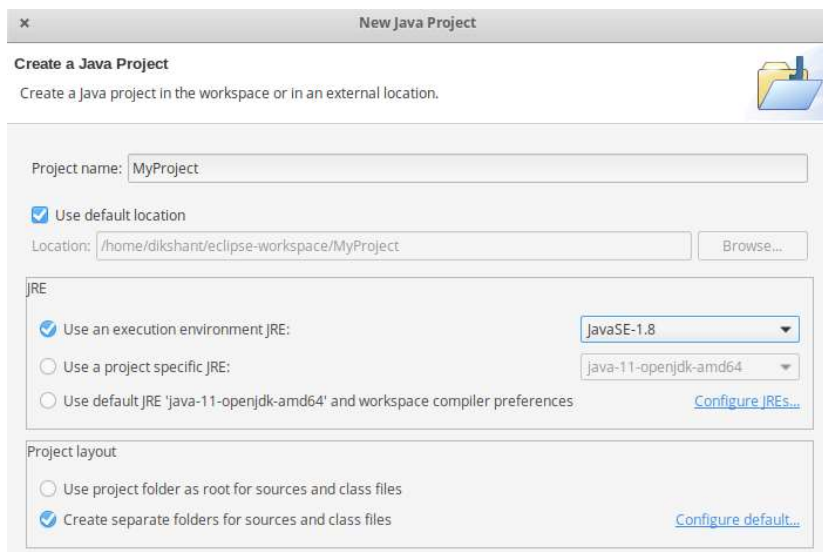 New Java Project
Create a Java Project
Create a Java project in the workspace or in an external location.
Project name: MyProject
Use default location
Location: /home/dikshant/eclipse-workspace/MyProject Browse...
JRE
Use an execution environment JRE: JavaSE-1.8
Use a project specific JRE: java-11-openjdk-amd64
Use default JRE 'java-11-openjdk-amd64' and workspace compiler preferences Configure JREs...
Project layout
Use project folder as root for sources and class files
Create separate folders for sources and class files Configure default...